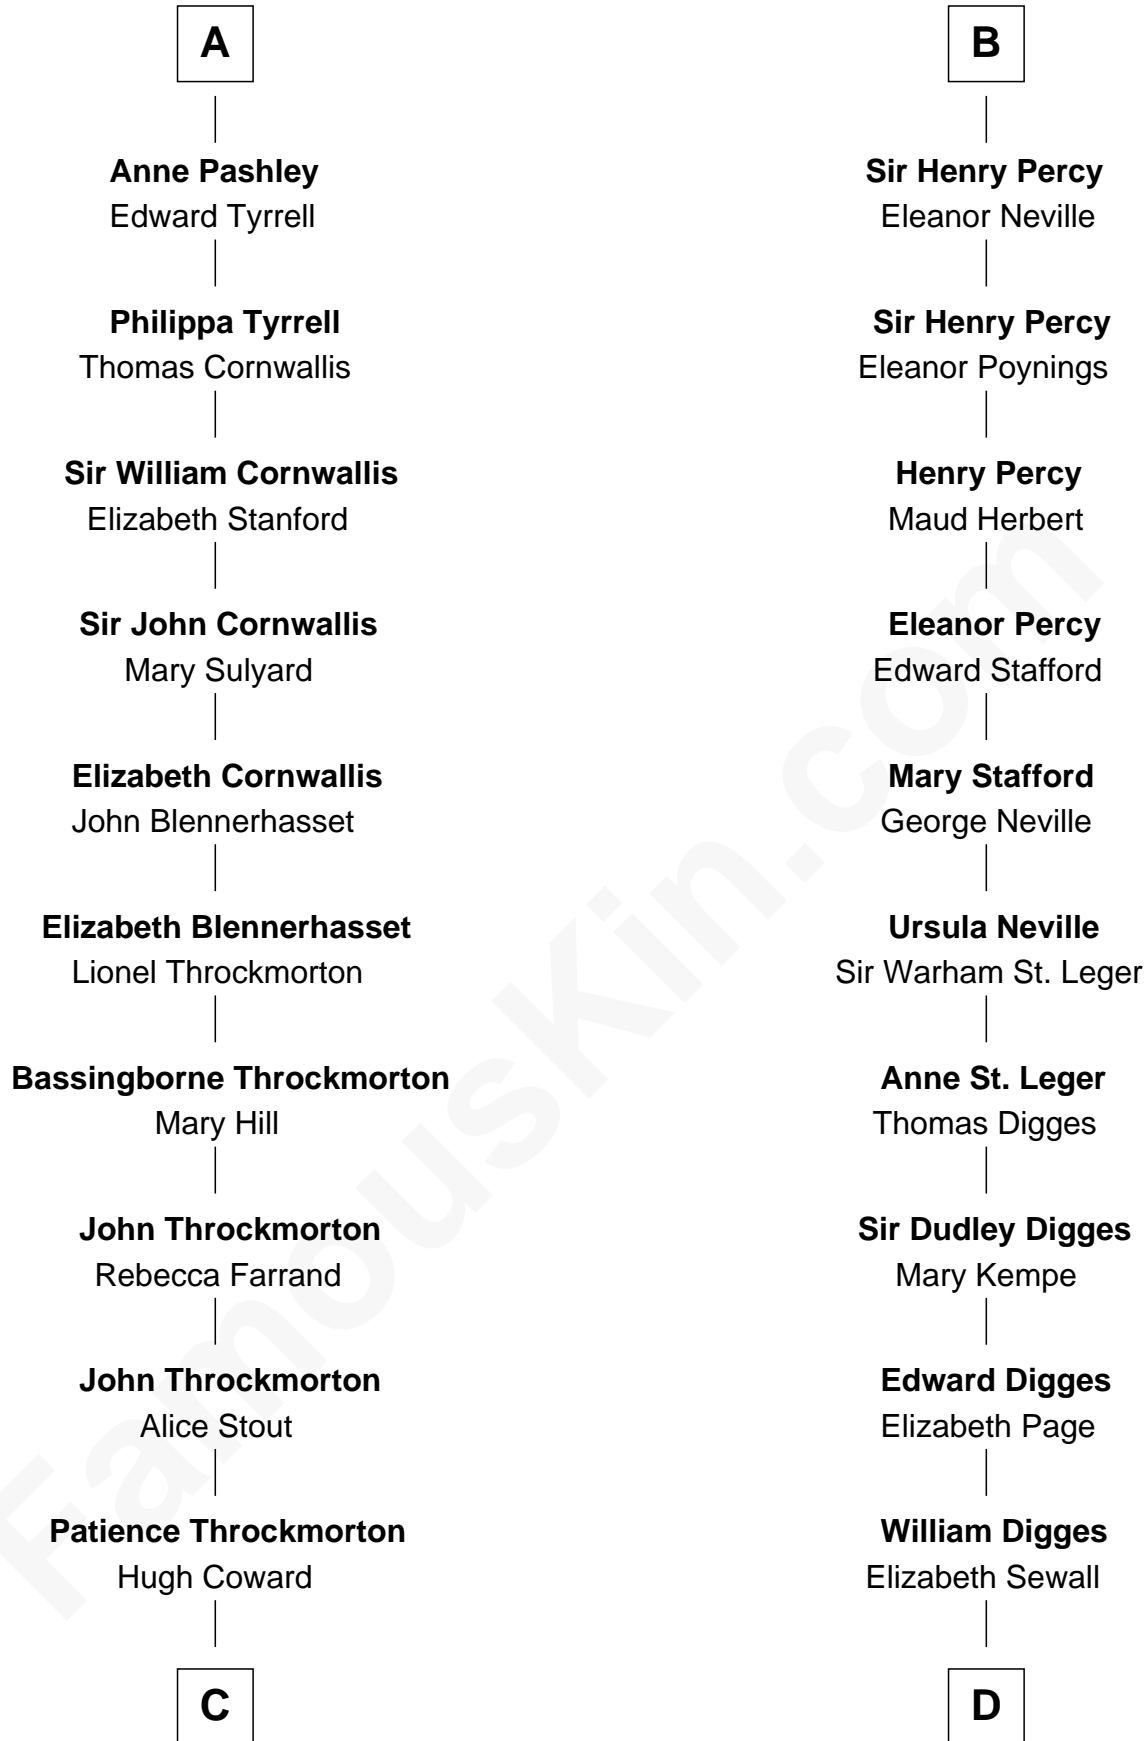 A
Anne Pashley
Edward Tyrrell
Philippa Tyrrell
Thomas Cornwallis
Sir William Cornwallis
Elizabeth Stanford
Sir John Cornwallis
Mary Sulyard
Elizabeth Cornwallis
John Blennerhasset
Elizabeth Blennerhasset
Lionel Throckmorton
Bassingborne Throckmorton
Mary Hill
John Throckmorton
Rebecca Farrand
John Throckmorton
Alice Stout
Patience Throckmorton
Hugh Coward
C
B
Sir Henry Percy
Eleanor Neville
Sir Henry Percy
Eleanor Poynings
Henry Percy
Maud Herbert
Eleanor Percy
Edward Stafford
Mary Stafford
George Neville
Ursula Neville
Sir Warham St. Leger
Anne St. Leger
Thomas Digges
Sir Dudley Digges
Mary Kempe
Edward Digges
Elizabeth Page
William Digges
Elizabeth Sewall
D
FamousKin.com